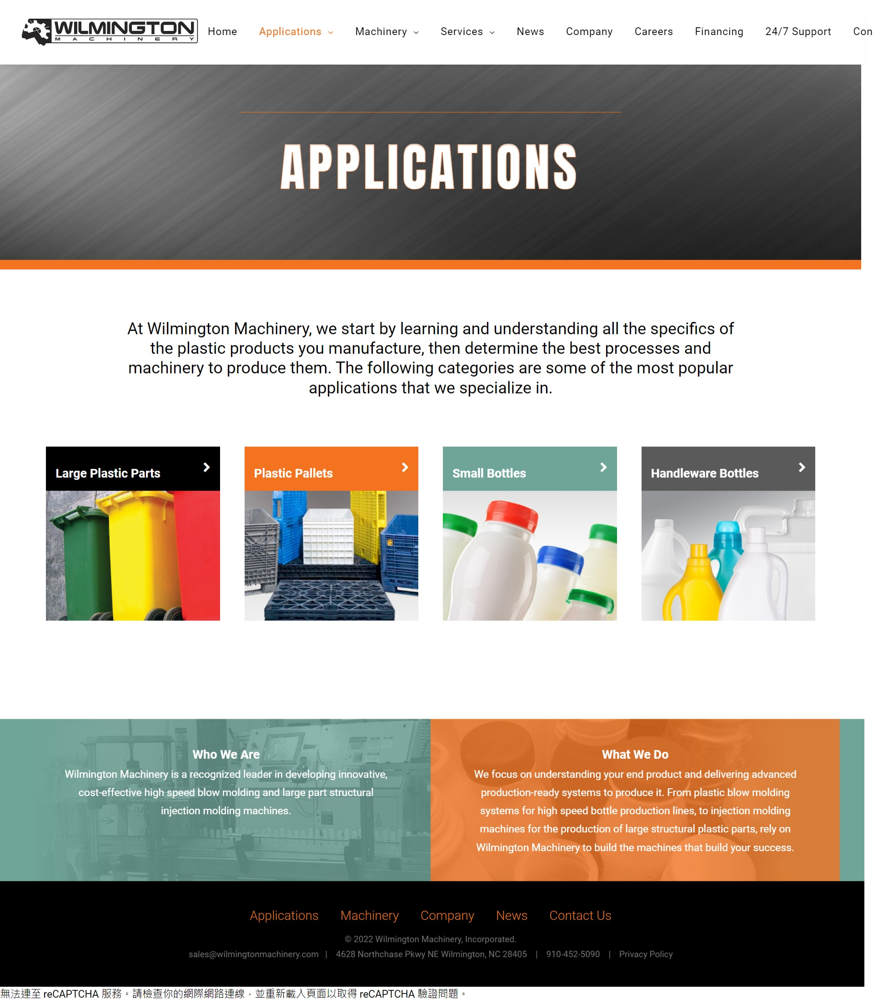 WILMINGTON
MACHINERY
Home Applications Machinery Services News Company Careers Financing 24/7 Support Con
APPLICATIONS
At Wilmington Machinery, we start by learning and understanding all the specifics of
the plastic products you manufacture, then determine the best processes and
machinery to produce them. The following categories are some of the most popular
applications that we specialize in.
Large Plastic Parts
Plastic Pallets
Small Bottles
Handleware Bottles
Who We Are
Wilmington Machinery is a recognized leader in developing innovative,
cost-effective high speed blow molding and large part structural
injection molding machines.
What We Do
We focus on understanding your end product and delivering advanced
production-ready systems to produce it. From plastic blow molding
systems for high speed bottle production lines, to injection molding
machines for the production of large structural plastic parts, rely on
Wilmington Machinery to build the machines that build your success.
Applications Machinery Company News Contact Us
© 2022 Wilmington Machinery, Incorporated.
sales@wilmingtonmachinery.com | 4628 Northchase Pkwy NE Wilmington, NC 28405 | 910-452-5090 | Privacy Policy
無法連至 reCAPTCHA 服務。請檢查你的網際網路連線，並重新載入頁面以取得 reCAPTCHA 驗證問題。